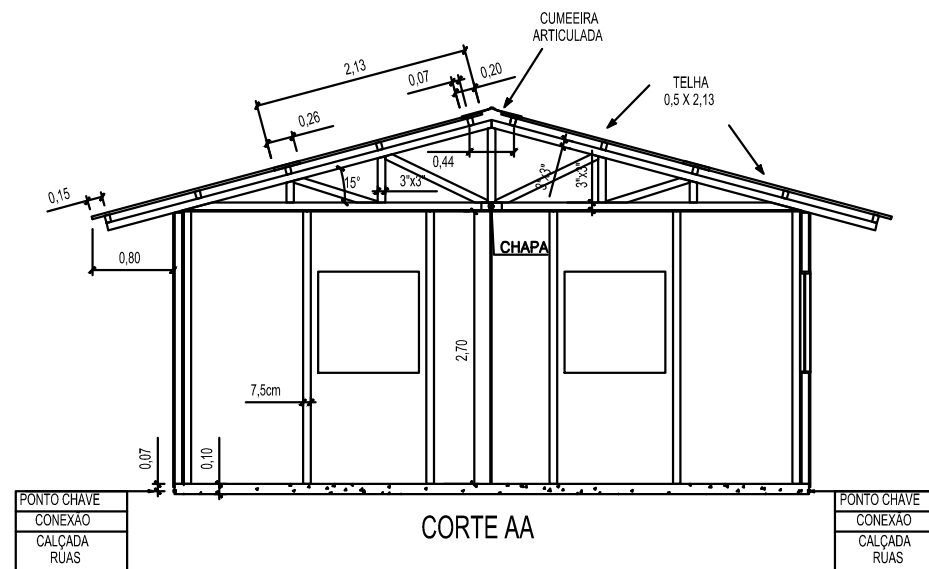 CUMEEIRA
ARTICULADA
2,13
0,07
0,20
TELHA
0,5 X 2,13
0,26
0,44
15°
3"x3"
3"x3"
3"x3"
0,15
0,80
CHAPA
2,70
7,5cm
0,07
0,10
PONTO CHAVE
CONEXÃO
CALÇADA
RUAS
CORTE AA
PONTO CHAVE
CONEXÃO
CALÇADA
RUAS